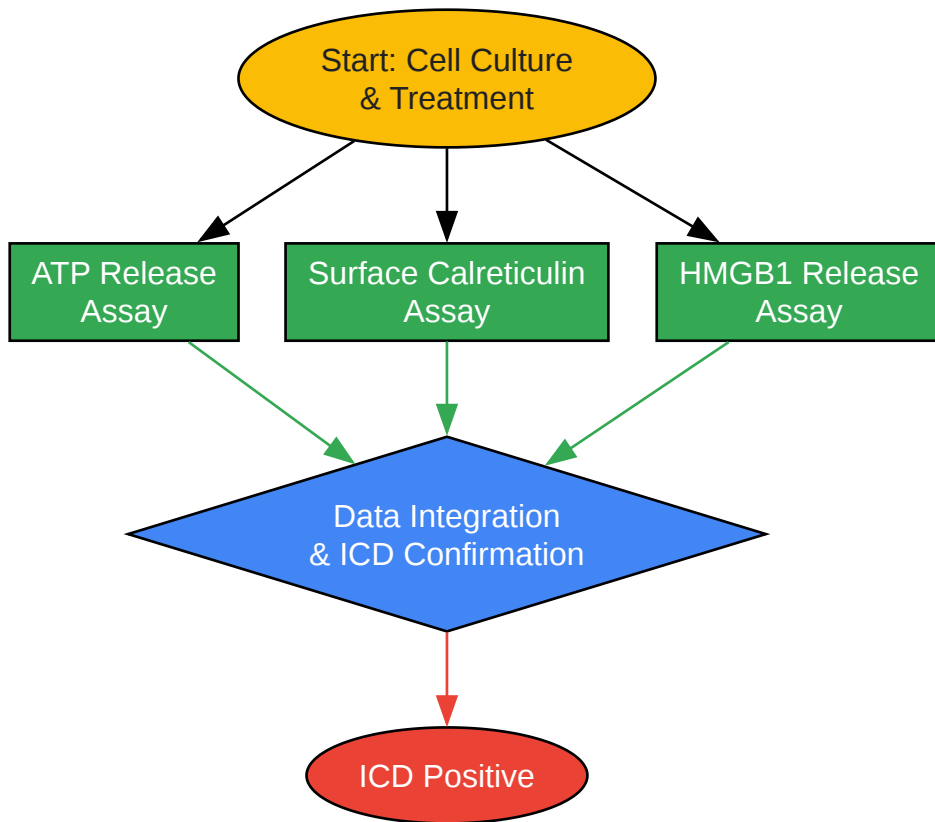 Start: Cell Culture
& Treatment
ATP Release
Assay
Surface Calreticulin
Assay
HMGB1 Release
Assay
Data Integration
& ICD Confirmation
ICD Positive